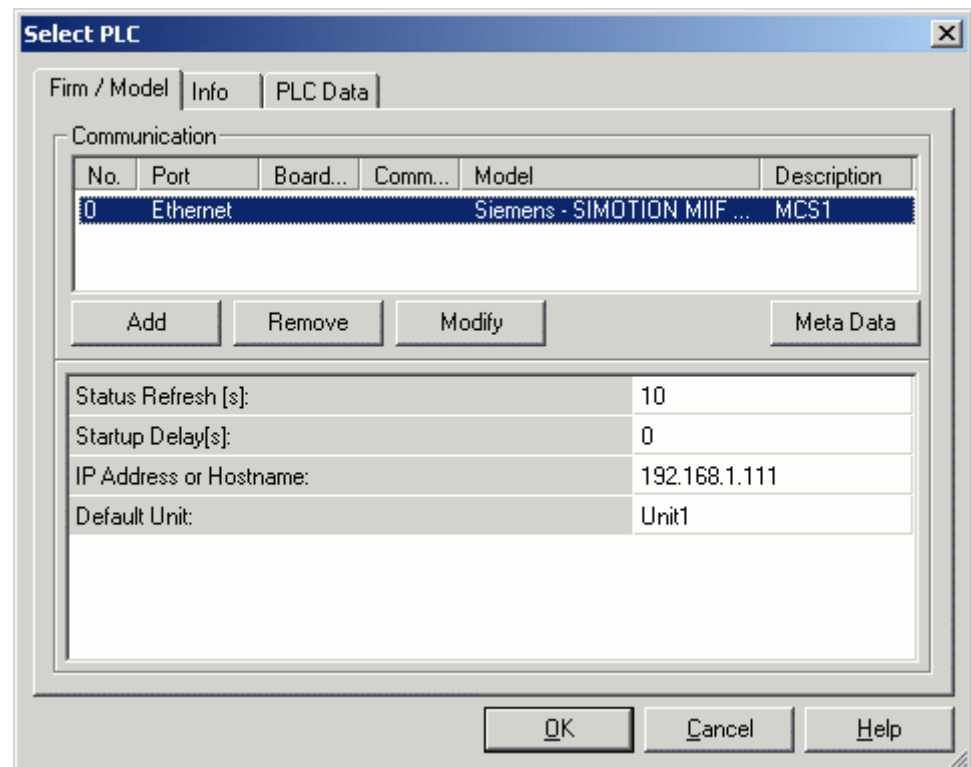 Select PLC
Firm / Model Info PLC Data
Communication
No. Port Board... Comm... Model Description
0 Ethernet Siemens - SIMOTION MIIF ... MCS1
Add Remove Modify Meta Data
Status Refresh [s]: 10
Startup Delay[s]: 0
IP Address or Hostname: 192.168.1.111
Default Unit: Unit1
OK Cancel Help